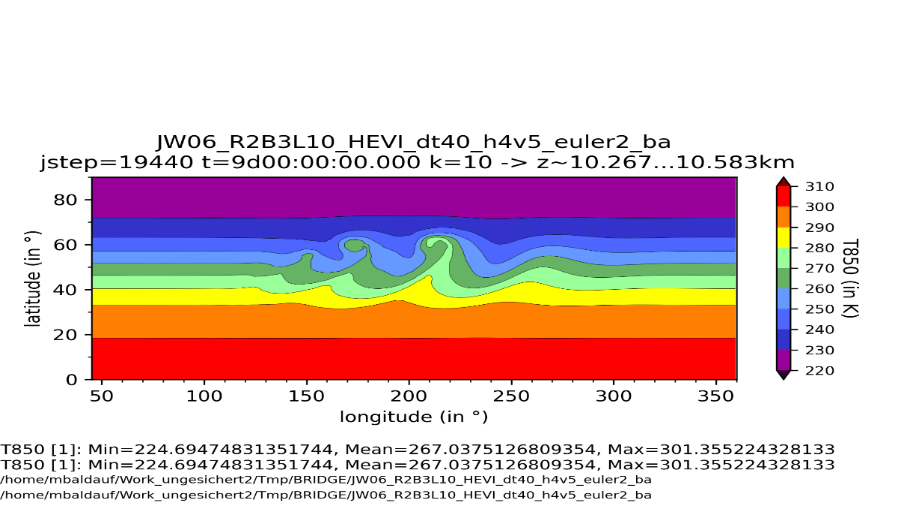 JW06_R2B3L10_HEVI_dt40_h4v5_euler2_ba
jstep=19440 t=9d00:00:00.000 k=10 -> z~10.267...10.583km
80
60
40
20
0
latitude (in °)
50 100 150 200 250 300 350
longitude (in °)
310
300
290
280
270
260
250
240
230
220
T850 (in K)
T850 [1]: Min=224.69474831351744, Mean=267.0375126809354, Max=301.355224328133
T850 [1]: Min=224.69474831351744, Mean=267.0375126809354, Max=301.355224328133
/home/mbaldauf/Work_ungesichert2/Tmp/BRIDGE/JW06_R2B3L10_HEVI_dt40_h4v5_euler2_ba
/home/mbaldauf/Work_ungesichert2/Tmp/BRIDGE/JW06_R2B3L10_HEVI_dt40_h4v5_euler2_ba